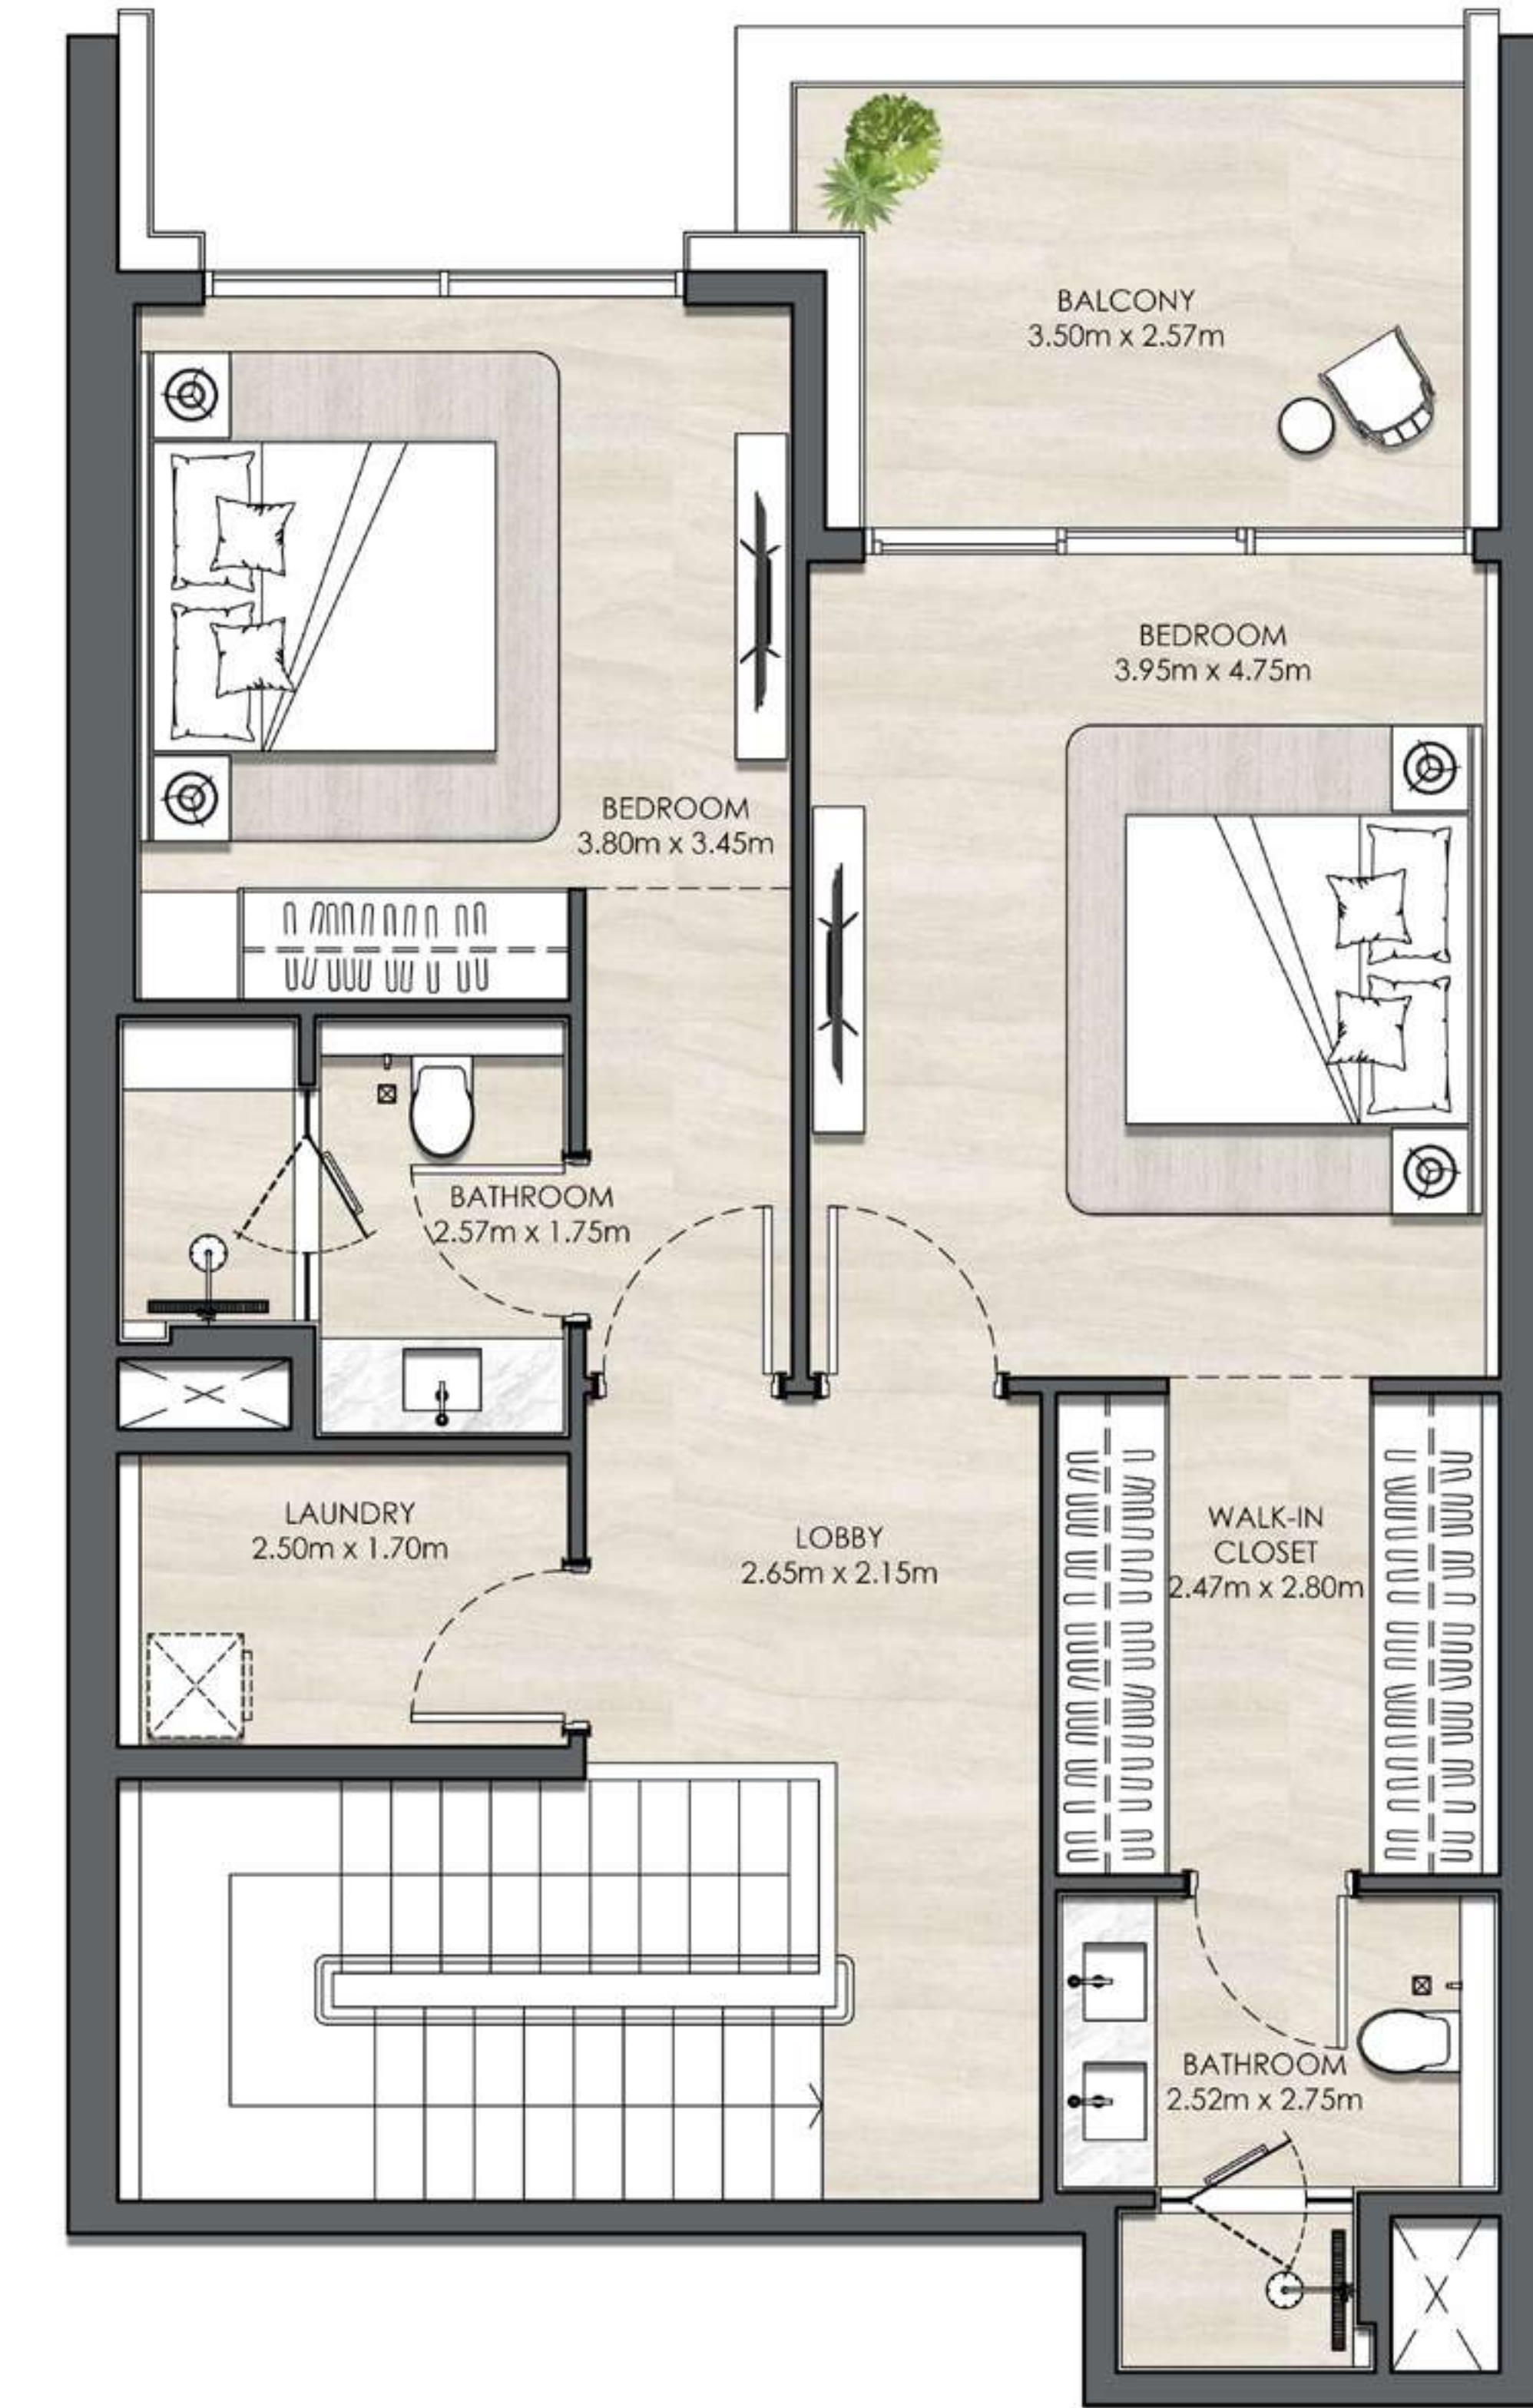 BALCONY
3.50m x 2.57m
BEDROOM
3.95m x 4.75m
BEDROOM
3.80m x 3.45m
BATHROOM
2.57m x 1.75m
LAUNDRY
2.50m x 1.70m
LOBBY
2.65m x 2.15m
WALK-IN
CLOSET
2.47m x 2.80m
BATHROOM
2.52m x 2.75m